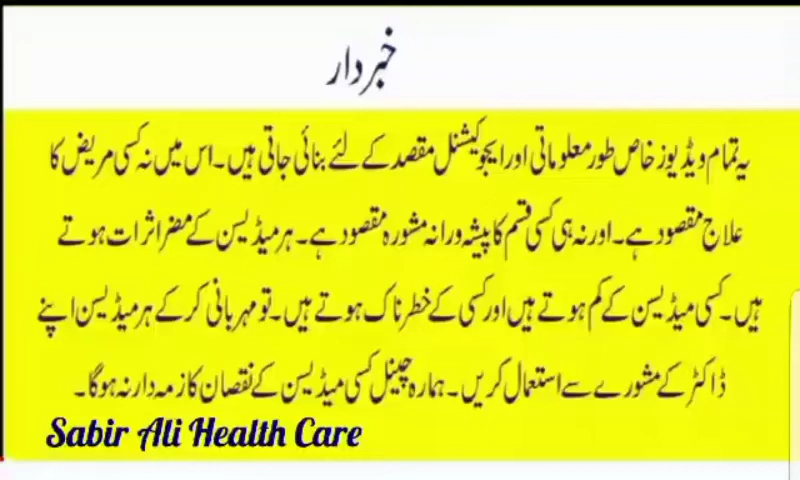 خبردار
یہ تمام ویڈیوز خاص طور معلوماتی اور ایجوکیشنل مقصد کے لئے بنائی جاتی ہیں۔ اس میں نہ کسی مریض کا
علاج مقصود ہے۔ اور نہ ہی کسی قسم کا پیشہ ورانہ مشورہ مقصود ہے۔ ہر میڈیسن کے مضر اثرات ہوتے
ہیں۔ کسی میڈیسن کے کم ہوتے ہیں اور کسی کے خطرناک ہوتے ہیں۔ تو مہربانی کر کے ہر میڈیسن اپنے
ڈاکٹر کے مشورے سے استعمال کریں۔ ہمارہ چینل کسی میڈیسن کے نقصان کا زمہ دار نہ ہوگا۔
Sabir Ali Health Care